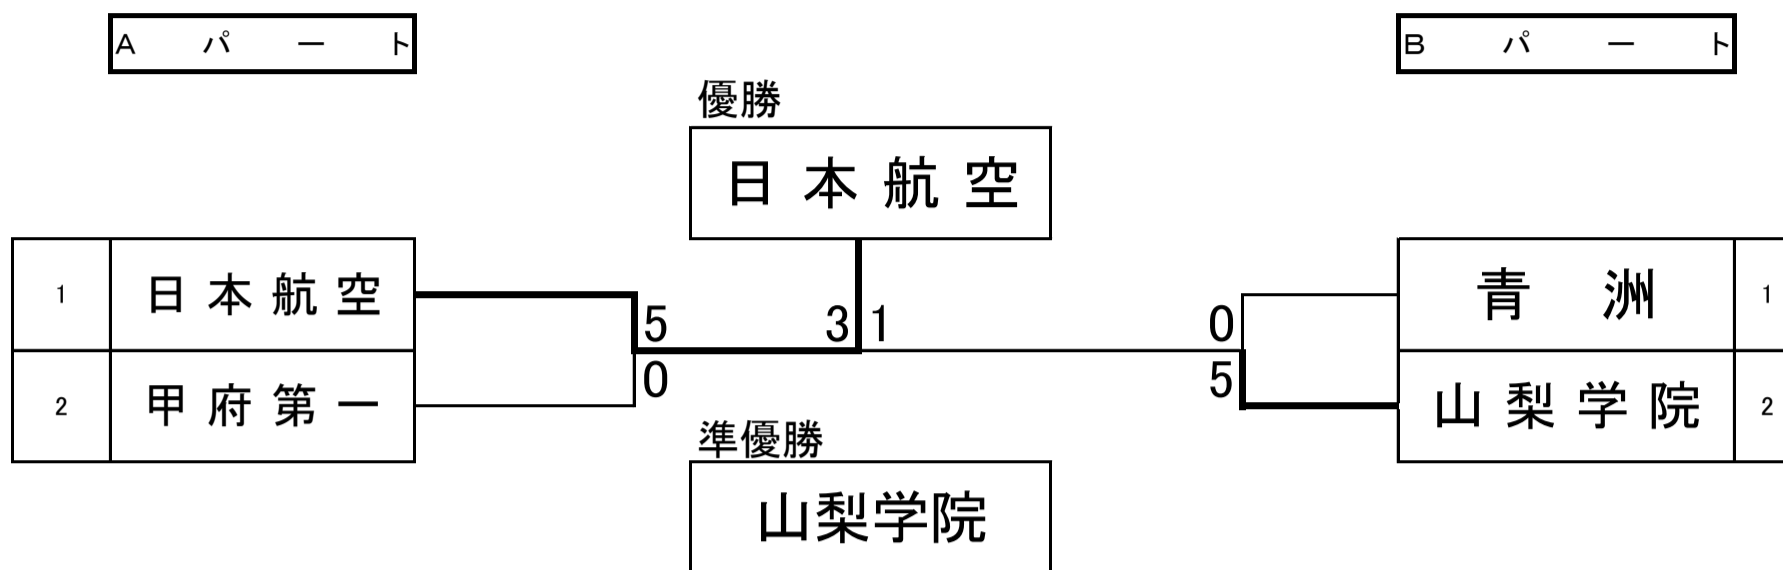 A パート
B パート
優勝
日本航空
1 日本航空
5
3
1
0
青洲 1
2 甲府第一
0
5
山梨学院 2
準優勝
山梨学院